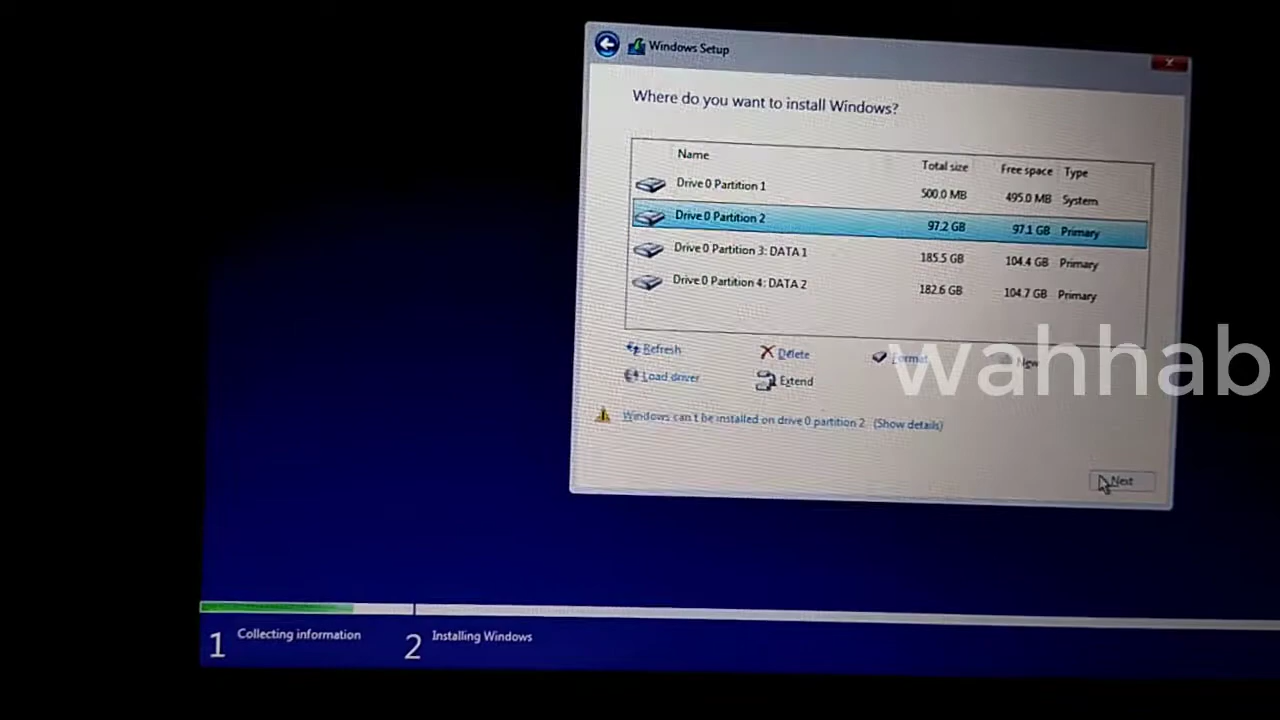 Windows Setup
Where do you want to install Windows?
Name Total size Free space Type
Drive 0 Partition 1 500.0 MB 495.0 MB System
Drive 0 Partition 2 97.2 GB 97.1 GB Primary
Drive 0 Partition 3: DATA 1 185.5 GB 104.4 GB Primary
Drive 0 Partition 4: DATA 2 182.6 GB 104.7 GB Primary
Refresh Delete Format New
Load driver Extend
wahhab
Windows can't be installed on drive 0 partition 2 (Show details)
Next
1 Collecting information 2 Installing Windows